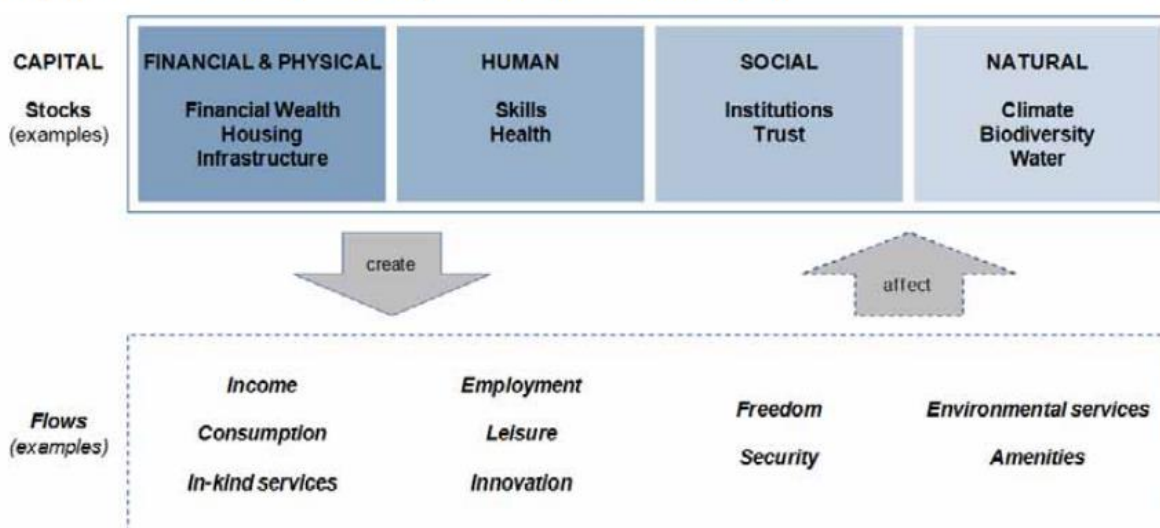 CAPITAL
Stocks
(examples)
FINANCIAL & PHYSICAL
Financial Wealth
Housing
Infrastructure
HUMAN
Skills
Health
SOCIAL
Institutions
Trust
NATURAL
Climate
Biodiversity
Water
create
affect
Flows
(examples)
Income
Consumption
In-kind services
Employment
Leisure
Innovation
Freedom
Security
Environmental services
Amenities